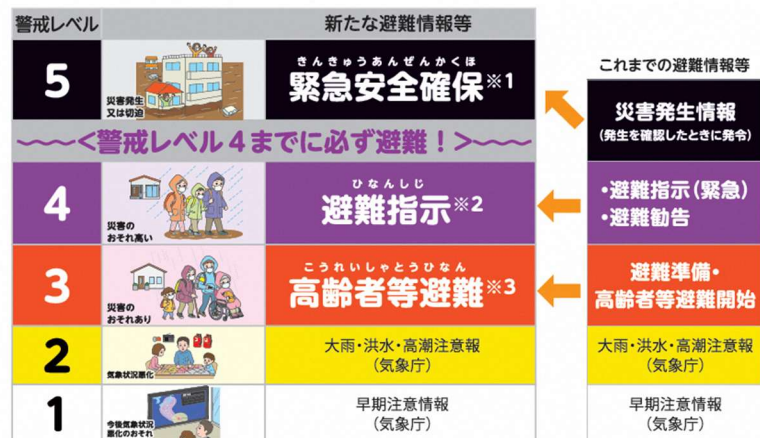 警戒レベル
新たな避難情報等
5
災害発生
又は切迫
きんきゅうあんぜんかくほ
緊急安全確保※1
〜〜〜<警戒レベル4までに必ず避難!>〜〜〜
4
災害の
おそれ高い
ひなんしじ
避難指示※2
3
災害の
おそれあり
こうれいしゃとうひなん
高齢者等避難※3
2
気象状況悪化
大雨・洪水・高潮注意報
(気象庁)
1
今後気象状況
悪化のおそれ
早期注意情報
(気象庁)
これまでの避難情報等
災害発生情報
(発生を確認したときに発令)
・避難指示(緊急)
・避難勧告
避難準備・
高齢者等避難開始
大雨・洪水・高潮注意報
(気象庁)
早期注意情報
(気象庁)